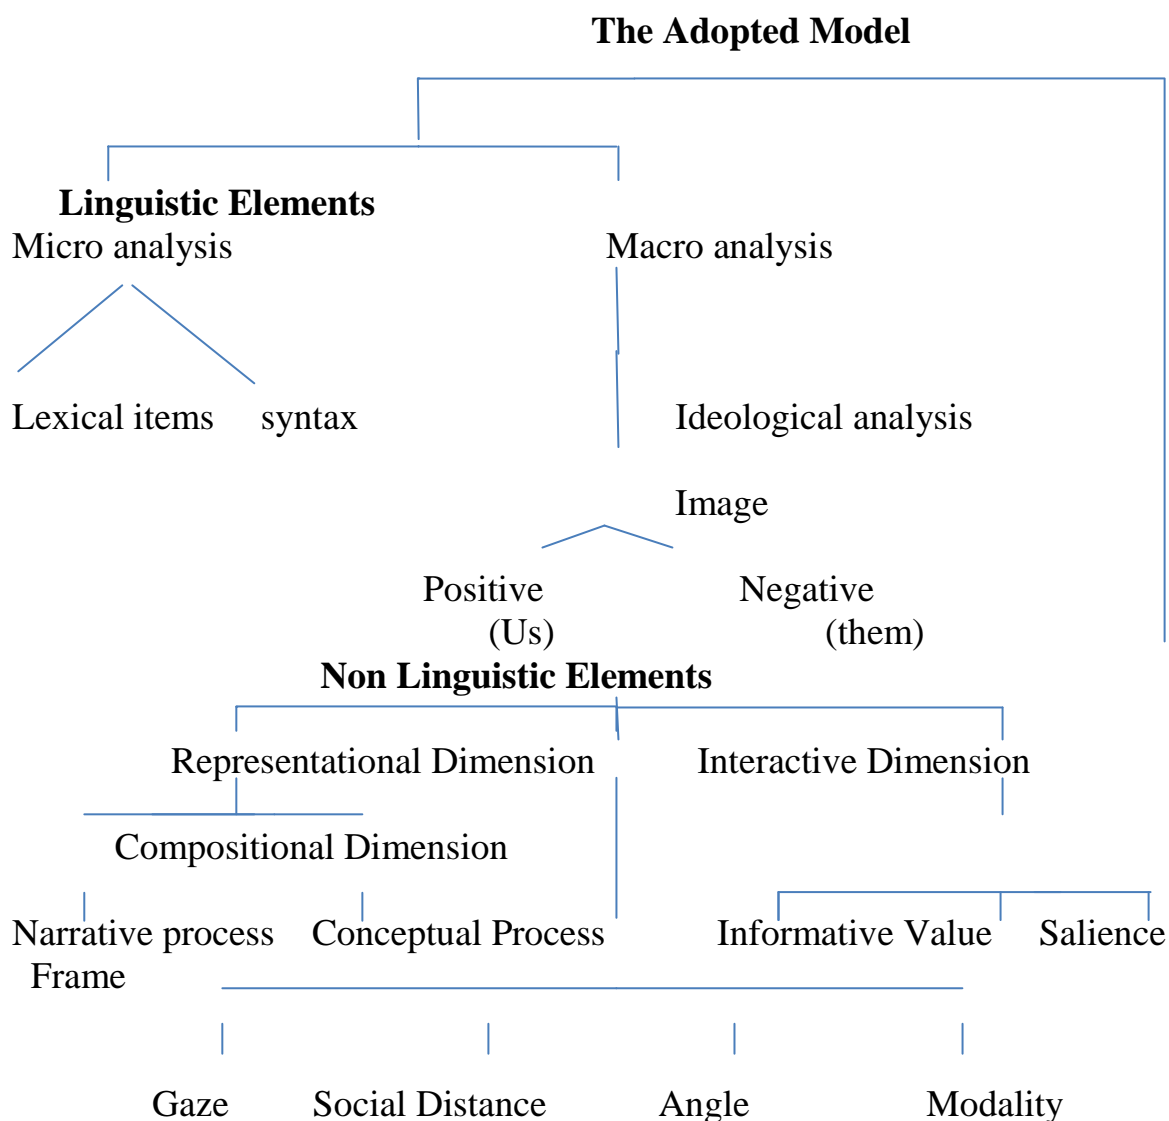 The Adopted Model
Linguistic Elements
Micro analysis Macro analysis
Lexical items syntax Ideological analysis
Image
Positive Negative
(Us) (them)
Non Linguistic Elements
Representational Dimension Interactive Dimension
Compositional Dimension
Narrative process Conceptual Process Informative Value Salience
Frame
Gaze Social Distance Angle Modality